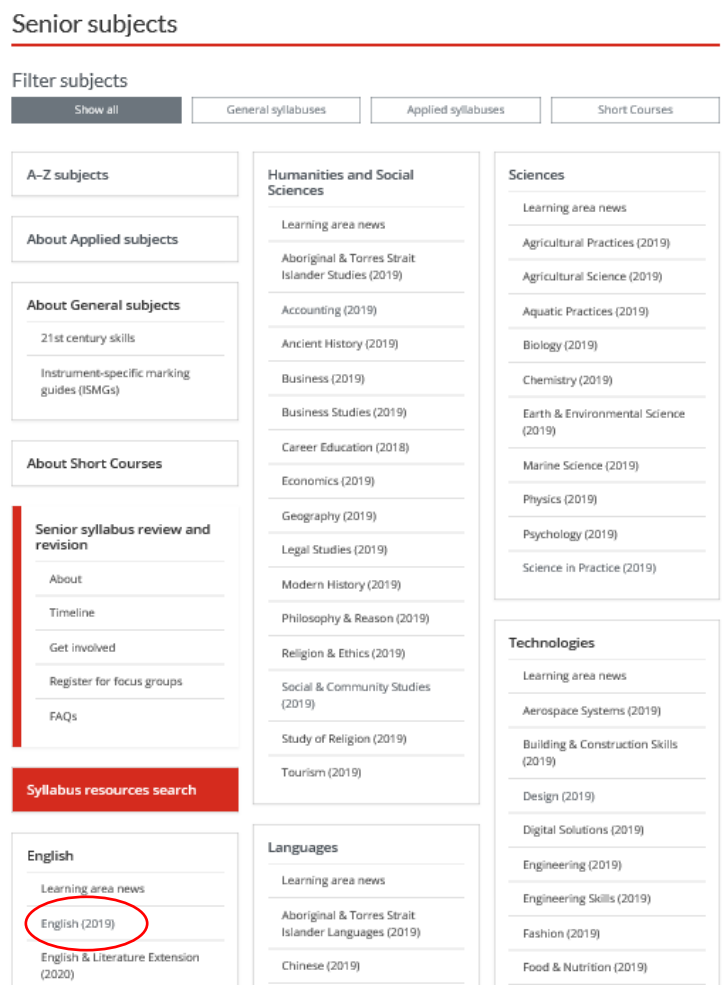 Senior subjects
Filter subjects
Show all
General syllabuses
Applied syllabuses
Short Courses
A–Z subjects
About Applied subjects
About General subjects
21st century skills
Instrument-specific marking
guides (ISMGs)
About Short Courses
Senior syllabus review and
revision
About
Timeline
Get involved
Register for focus groups
FAQs
Syllabus resources search
English
Learning area news
English (2019)
English & Literature Extension
(2020)
Humanities and Social
Sciences
Learning area news
Aboriginal & Torres Strait
Islander Studies (2019)
Accounting (2019)
Ancient History (2019)
Business (2019)
Business Studies (2019)
Career Education (2018)
Economics (2019)
Geography (2019)
Legal Studies (2019)
Modern History (2019)
Philosophy & Reason (2019)
Religion & Ethics (2019)
Social & Community Studies
(2019)
Study of Religion (2019)
Tourism (2019)
Languages
Learning area news
Aboriginal & Torres Strait
Islander Languages (2019)
Chinese (2019)
Sciences
Learning area news
Agricultural Practices (2019)
Agricultural Science (2019)
Aquatic Practices (2019)
Biology (2019)
Chemistry (2019)
Earth & Environmental Science
(2019)
Marine Science (2019)
Physics (2019)
Psychology (2019)
Science in Practice (2019)
Technologies
Learning area news
Aerospace Systems (2019)
Building & Construction Skills
(2019)
Design (2019)
Digital Solutions (2019)
Engineering (2019)
Engineering Skills (2019)
Fashion (2019)
Food & Nutrition (2019)